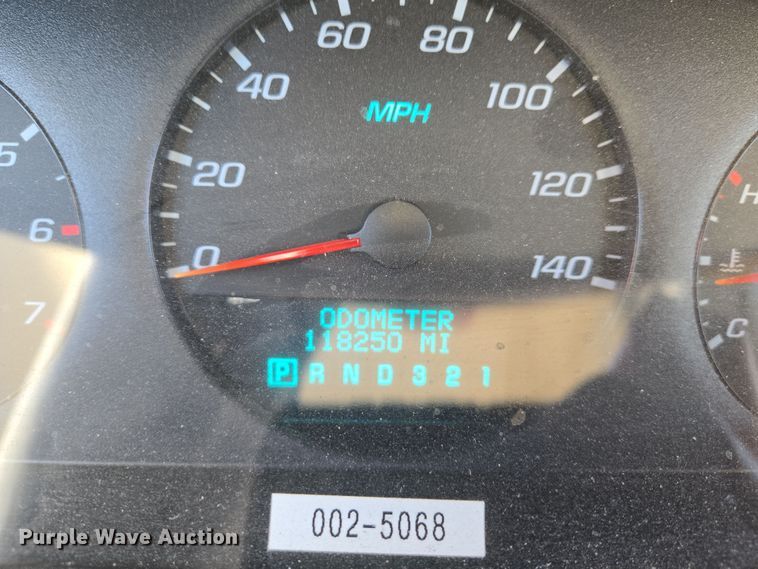 60 80
40 100
MPH
5
20 120
H
6
0 140
7
C
ODOMETER
118250 MI
P R N D 3 2 1
002-5068
Purple Wave Auction